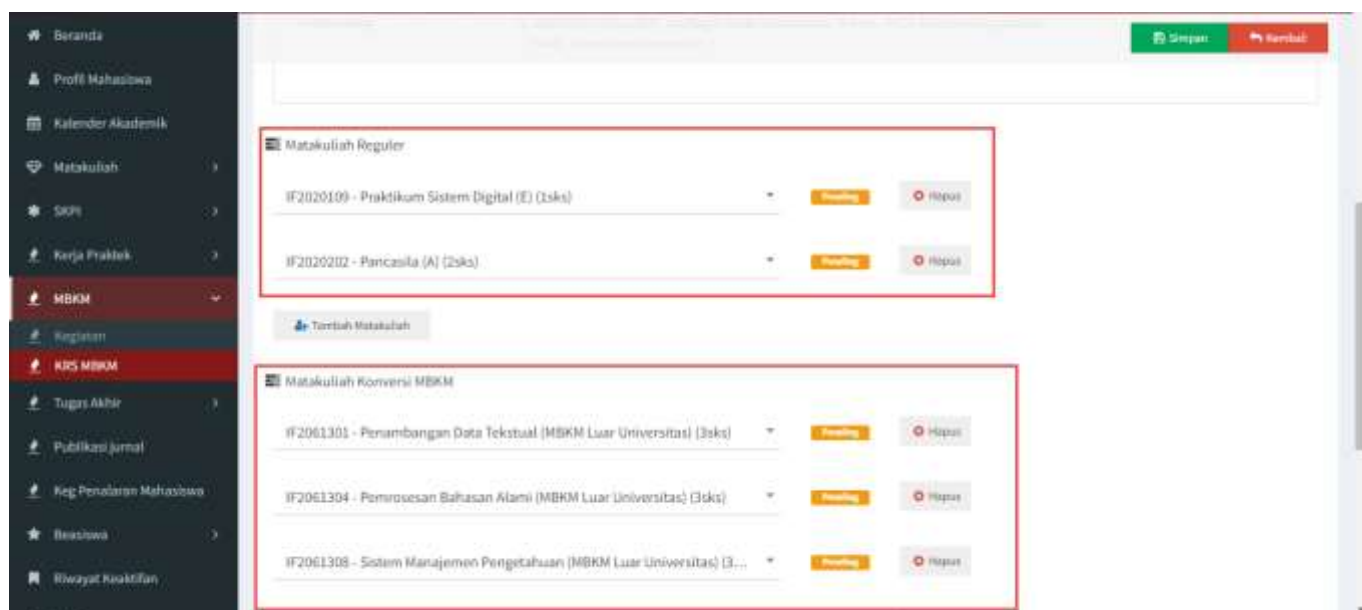 Beranda
Simpan
Kembali
Profil Mahasiswa
Kalender Akademik
Matakuliah
SKPI
Kerja Praktek
MBKM
Kegiatan
KRS MBKM
Tugas Akhir
Publikasi Jurnal
Keg Penalaran Mahasiswa
Beasiswa
Riwayat Keaktifan
Matakuliah Reguler
IF2020109 - Praktikum Sistem Digital (E) (1sks)
Pending
Hapus
IF2020202 - Pancasila (A) (2sks)
Pending
Hapus
Tambah Matakuliah
Matakuliah Konversi MBKM
IF2061301 - Penambangan Data Tekstual (MBKM Luar Universitas) (3sks)
Pending
Hapus
IF2061304 - Pemrosesan Bahasan Alami (MBKM Luar Universitas) (3sks)
Pending
Hapus
IF2061308 - Sistem Manajemen Pengetahuan (MBKM Luar Universitas) (3...
Pending
Hapus